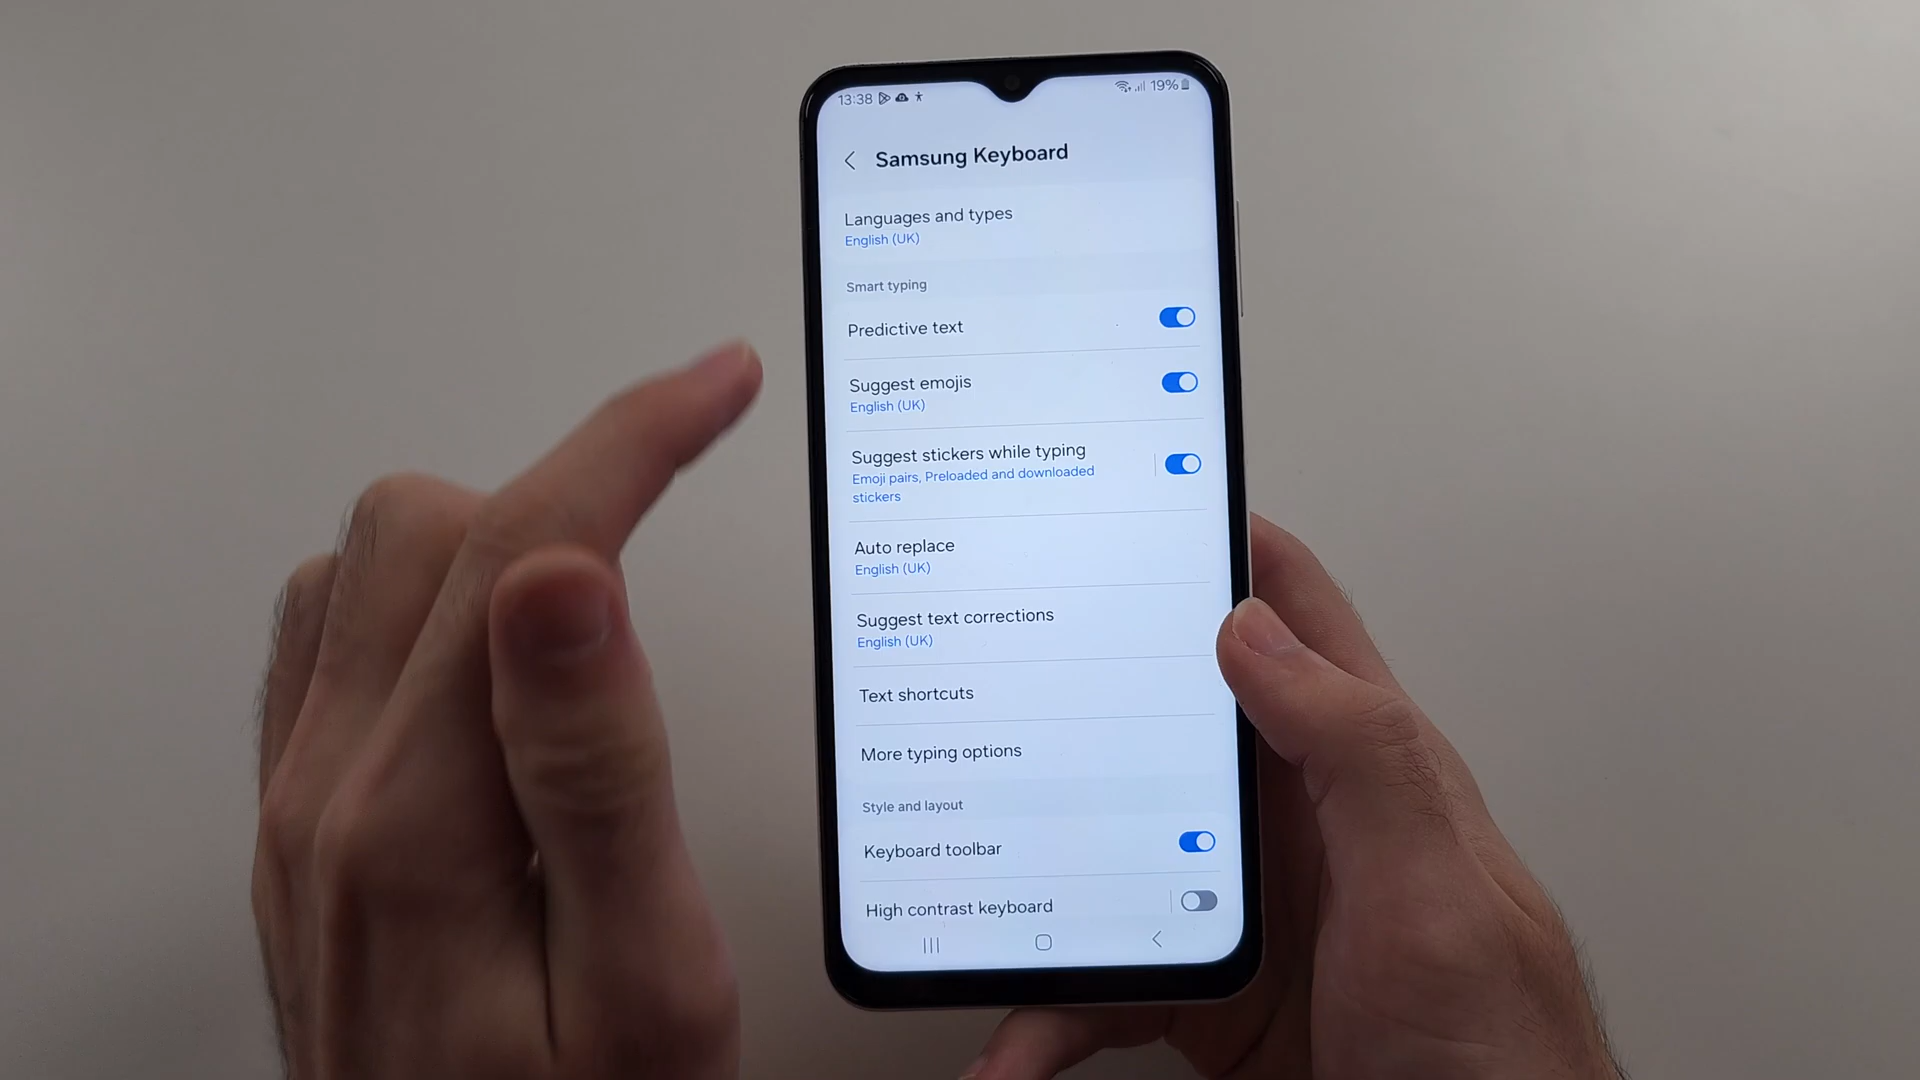 13:38 19%
Samsung Keyboard
Languages and types
English (UK)
Smart typing
Predictive text
Suggest emojis
English (UK)
Suggest stickers while typing
Emoji pairs, Preloaded and downloaded
stickers
Auto replace
English (UK)
Suggest text corrections
English (UK)
Text shortcuts
More typing options
Style and layout
Keyboard toolbar
High contrast keyboard